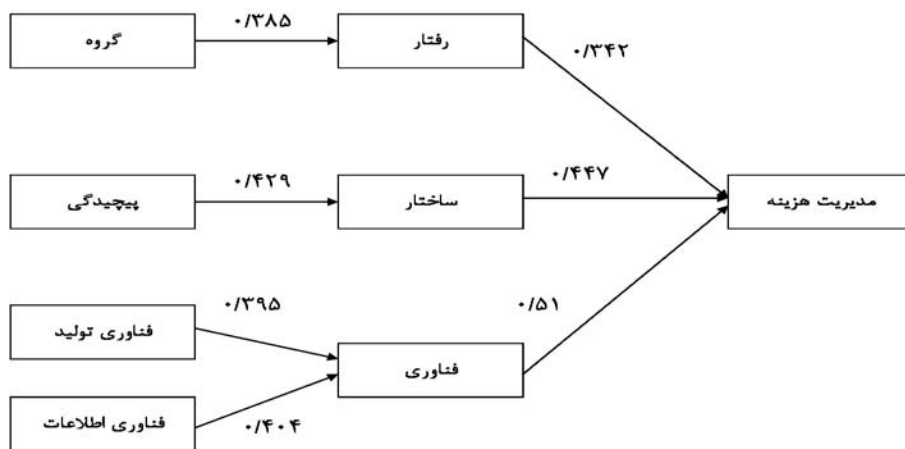 گروه
۰/۳۸۵
رفتار
۰/۳۴۲
پیچیدگی
۰/۴۲۹
ساختار
۰/۴۴۷
مدیریت هزینه
فناوری تولید
۰/۳۹۵
فناوری
۰/۵۱
فناوری اطلاعات
۰/۴۰۴